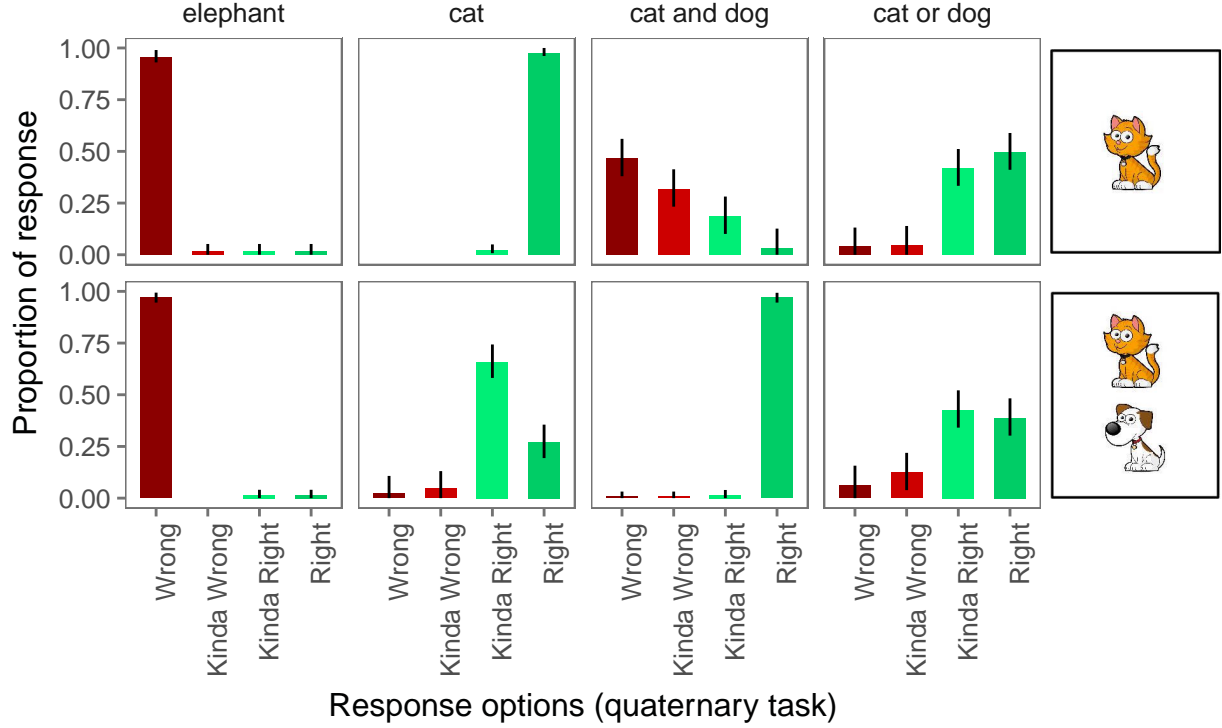 elephant cat cat and dog cat or dog
Proportion of response
1.00
0.75
0.50
0.25
0.00
1.00
0.75
0.50
0.25
0.00
Wrong
Kinda Wrong
Kinda Right
Right
Wrong
Kinda Wrong
Kinda Right
Right
Wrong
Kinda Wrong
Kinda Right
Right
Wrong
Kinda Wrong
Kinda Right
Right
Response options (quaternary task)